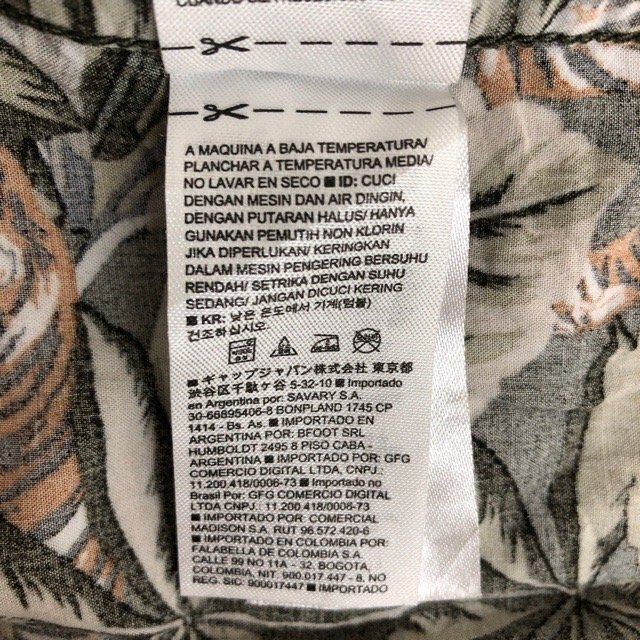 A MAQUINA A BAJA TEMPERATURA/
PLANCHAR A TEMPERATURA MEDIA/
NO LAVAR EN SECO ■ ID: CUCI
DENGAN MESIN DAN AIR DINGIN,
DENGAN PUTARAN HALUS/ HANYA
GUNAKAN PEMUTIH NON KLORIN
JIKA DIPERLUKAN/ KERINGKAN
DALAM MESIN PENGERING BERSUHU
RENDAH/ SETRIKA DENGAN SUHU
SEDANG/ JANGAN DICUCI KERING
■ KR: 낮은 온도에서 기계(텀블)
건조하십시오
■ ギャップジャパン株式会社 東京都
渋谷区千駄ケ谷 5-32-10 ■ Importado
en Argentina por: SAVARY S.A.
30-66895406-8 BONPLAND 1745 CP
1414 - Bs. As. ■ IMPORTADO EN
ARGENTINA POR: BFOOT SRL
HUMBOLDT 2495 8 PISO CABA -
ARGENTINA ■ IMPORTADO POR: GFG
COMERCIO DIGITAL LTDA, CNPJ.:
11.200.418/0006-73 ■ Importado no
Brasil Por: GFG COMERCIO DIGITAL
LTDA CNPJ.: 11.200.418/0006-73
■ IMPORTADO POR: COMERCIAL
MADISON S.A. RUT 96.572.420-6
■ IMPORTADO EN COLOMBIA POR:
FALABELLA DE COLOMBIA S.A.
CALLE 99 NO 11A - 32. BOGOTA,
COLOMBIA, NIT. 900.017.447 - 8, NO
REG. SIC: 900017447 ■ IMPORTADO